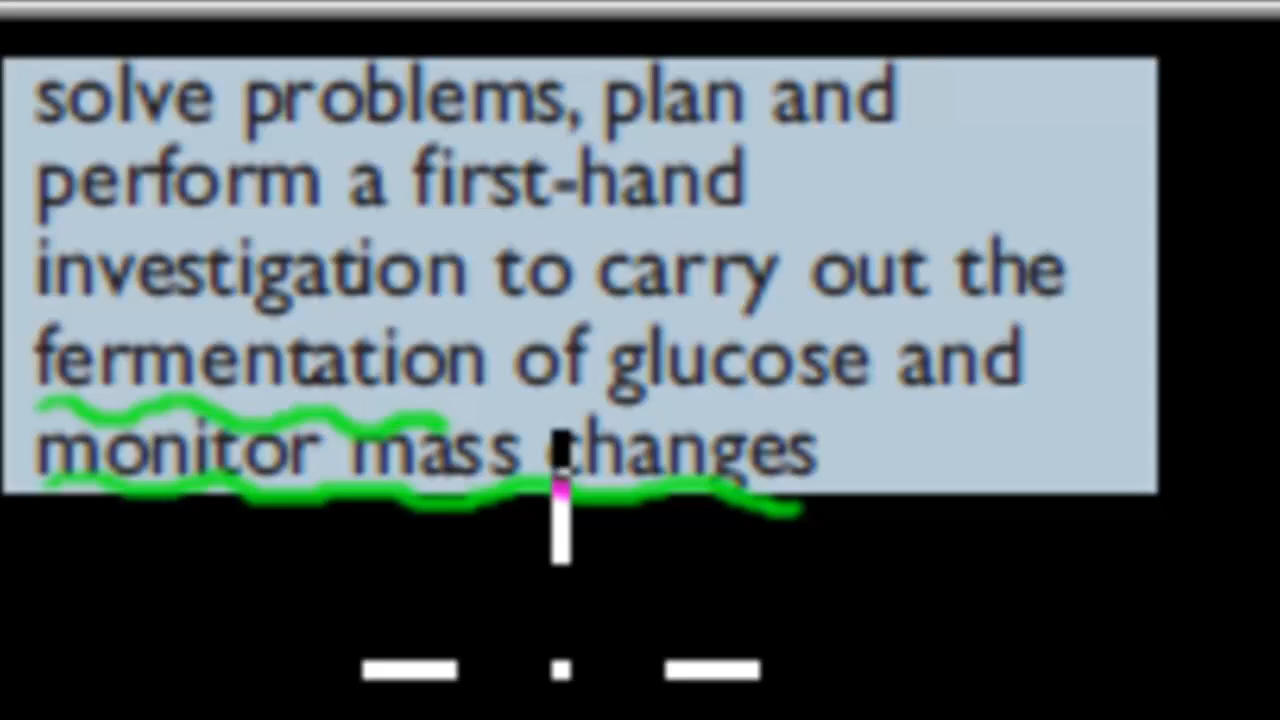 solve problems, plan and
perform a first-hand
investigation to carry out the
fermentation of glucose and
monitor mass changes